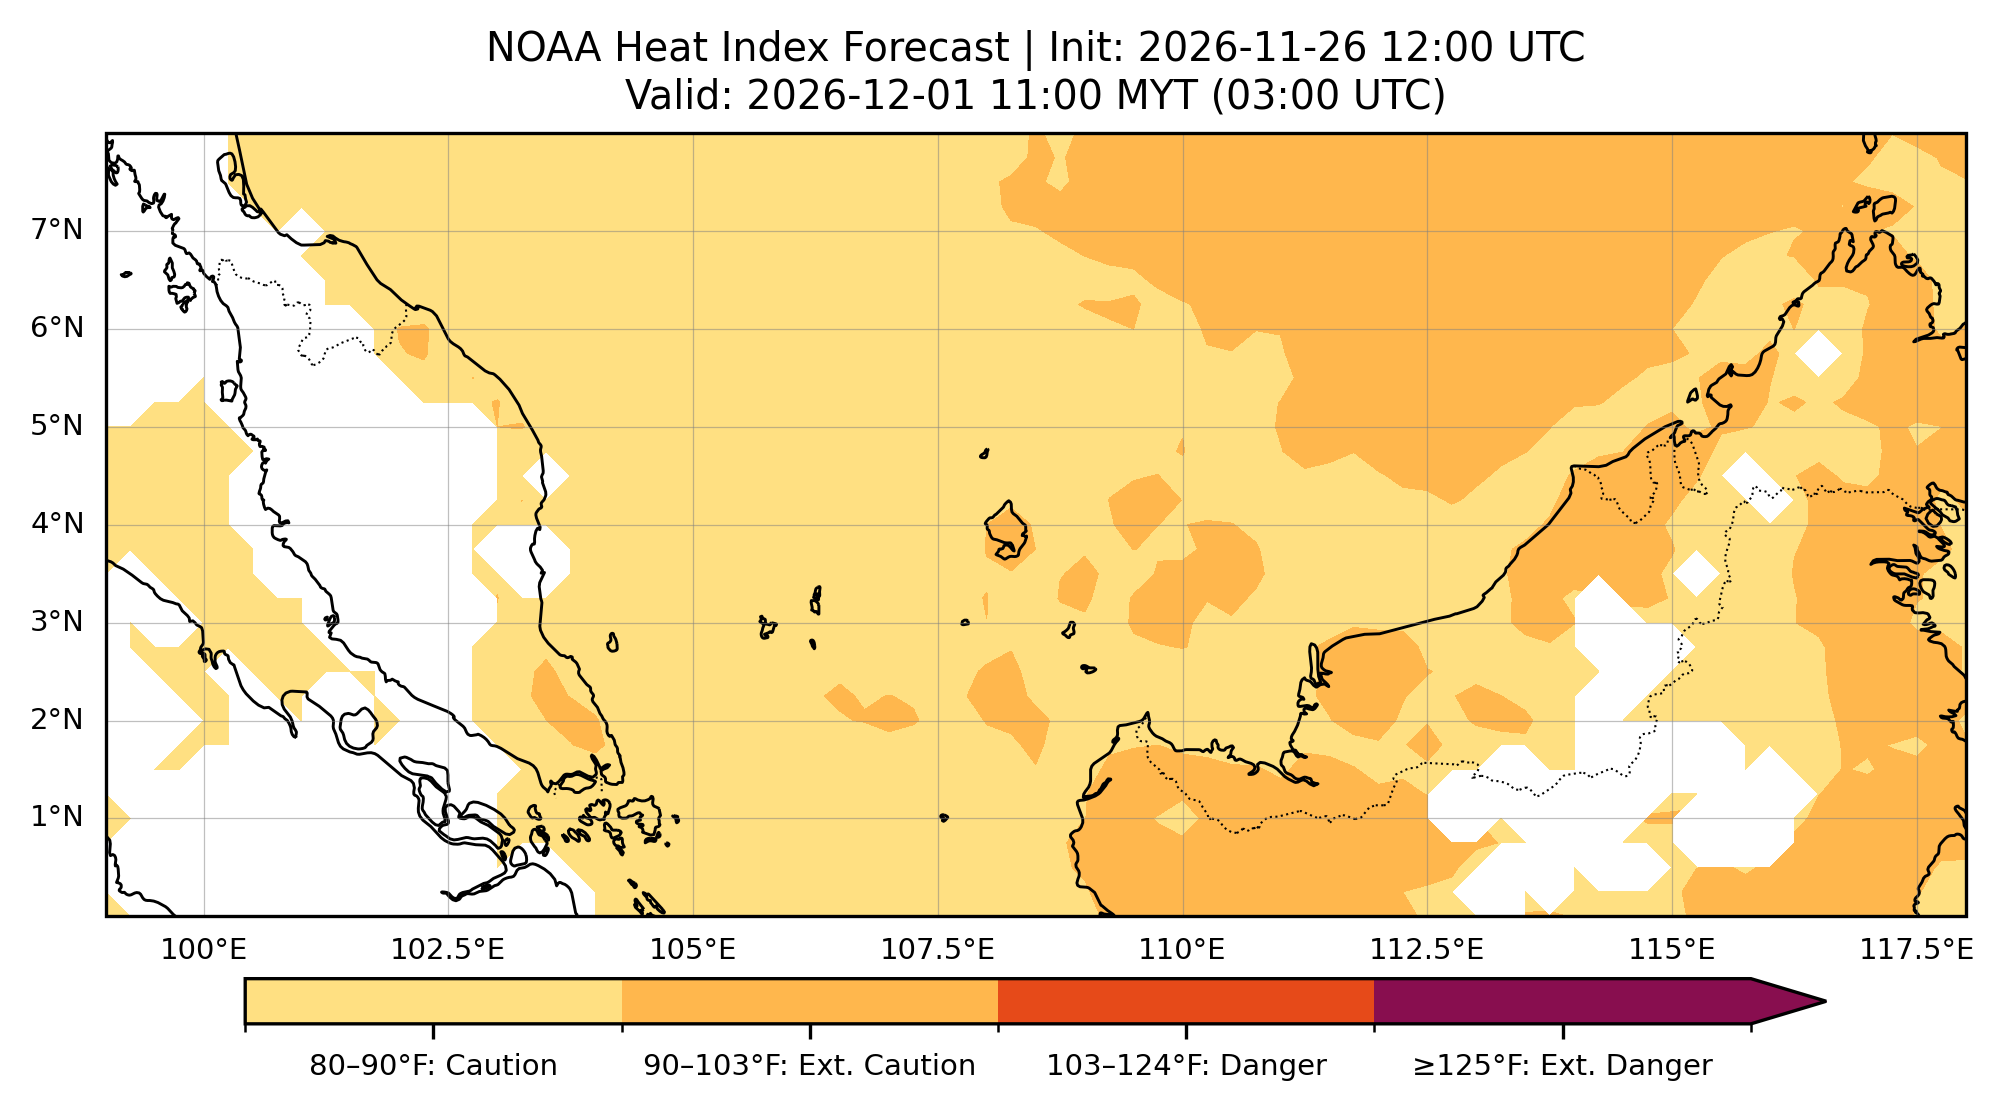 NOAA Heat Index Forecast | Init: 2026-11-26 12:00 UTC
Valid: 2026-12-01 11:00 MYT (03:00 UTC)
7°N
6°N
5°N
4°N
3°N
2°N
1°N
100°E 102.5°E 105°E 107.5°E 110°E 112.5°E 115°E 117.5°E
80–90°F: Caution 90–103°F: Ext. Caution 103–124°F: Danger ≥125°F: Ext. Danger